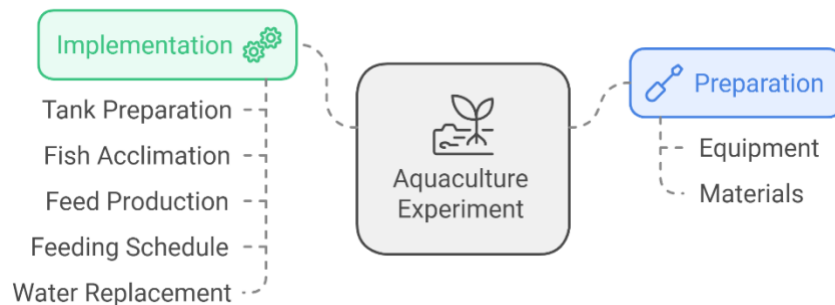 Implementation
Tank Preparation
Fish Acclimation
Feed Production
Feeding Schedule
Water Replacement
Aquaculture
Experiment
Preparation
Equipment
Materials